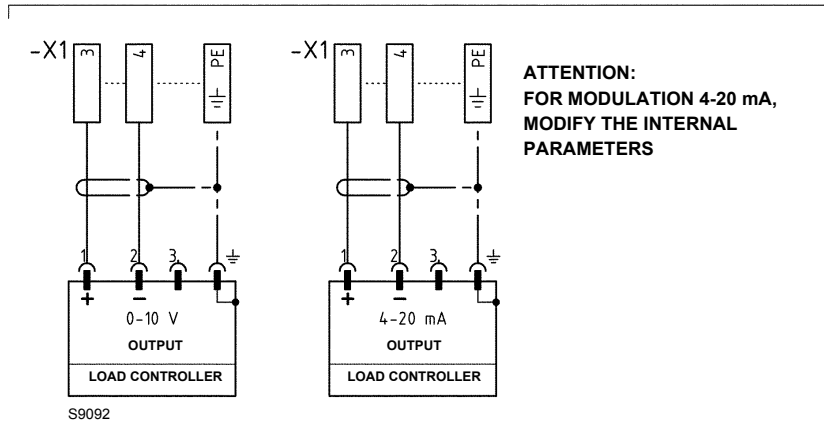 -X1 3 4 PE -X1 3 4 PE
ATTENTION:
FOR MODULATION 4-20 mA,
MODIFY THE INTERNAL
PARAMETERS
1 2 3 1 2 3
+ − + −
0-10 V 4-20 mA
OUTPUT OUTPUT
LOAD CONTROLLER LOAD CONTROLLER
S9092